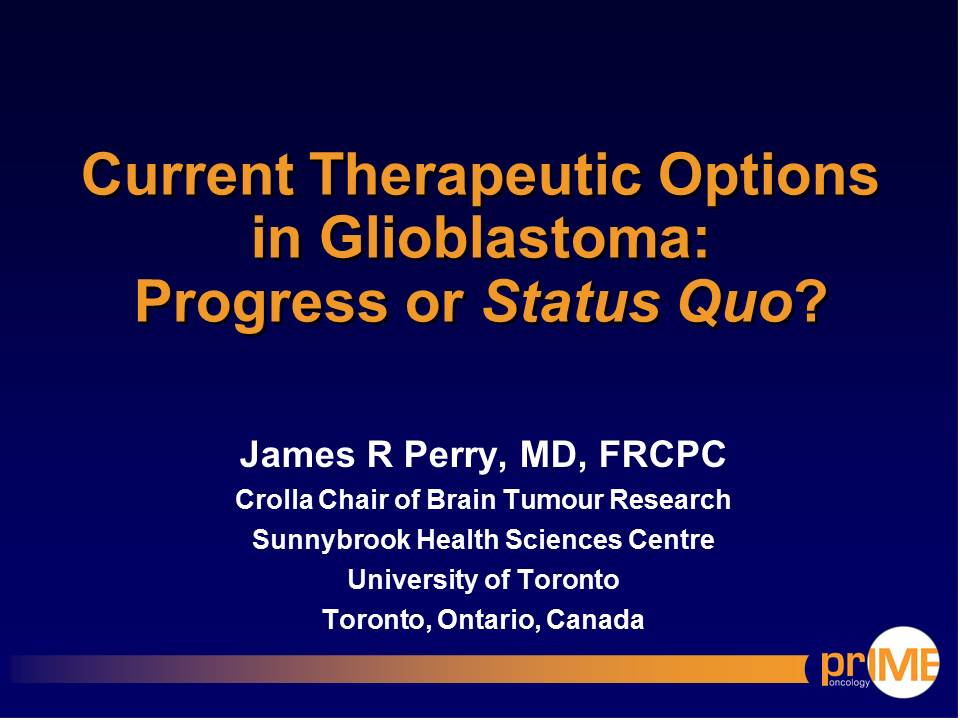 Current Therapeutic Options
in Glioblastoma:
Progress or Status Quo?
James R Perry, MD, FRCPC
Crolla Chair of Brain Tumour Research
Sunnybrook Health Sciences Centre
University of Toronto
Toronto, Ontario, Canada
prIME
oncology